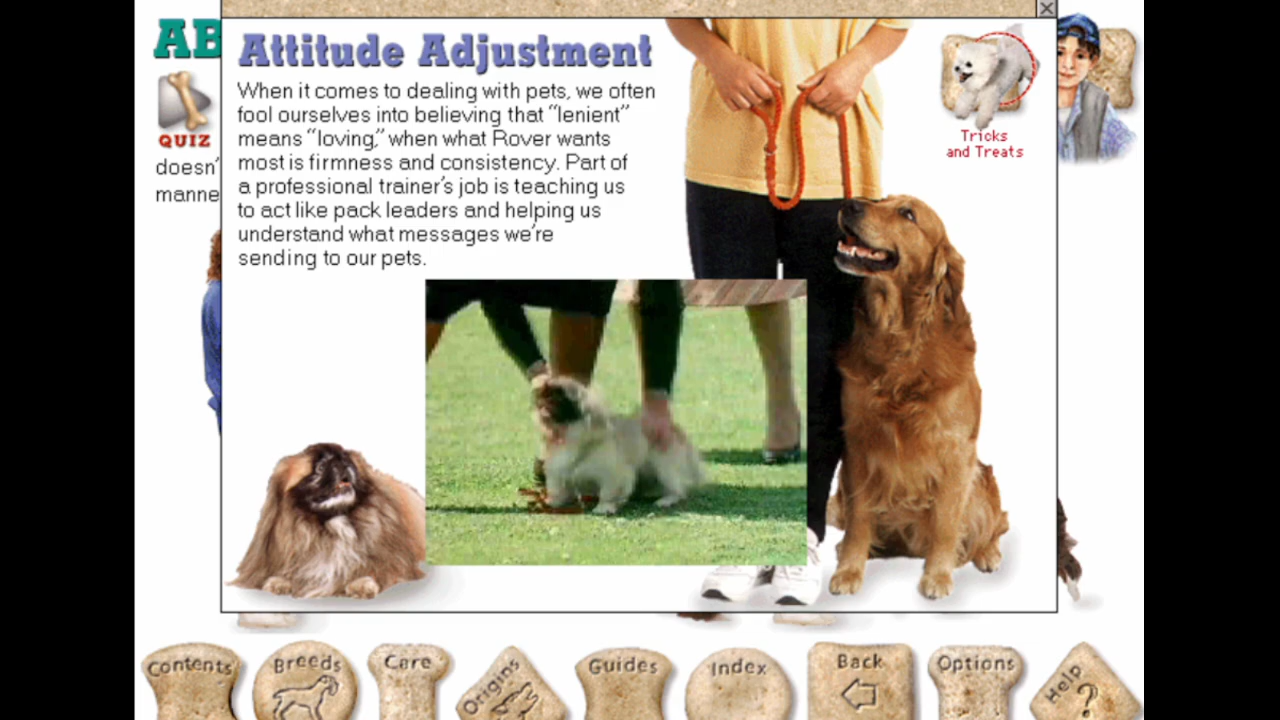 AB
Attitude Adjustment
When it comes to dealing with pets, we often
fool ourselves into believing that “lenient”
means “loving,” when what Rover wants
most is firmness and consistency. Part of
a professional trainer’s job is teaching us
to act like pack leaders and helping us
understand what messages we’re
sending to our pets.
QUIZ
doesn’
manne
Tricks
and Treats
Contents
Breeds
Care
Origins
Guides
Index
Back
Options
Help
?